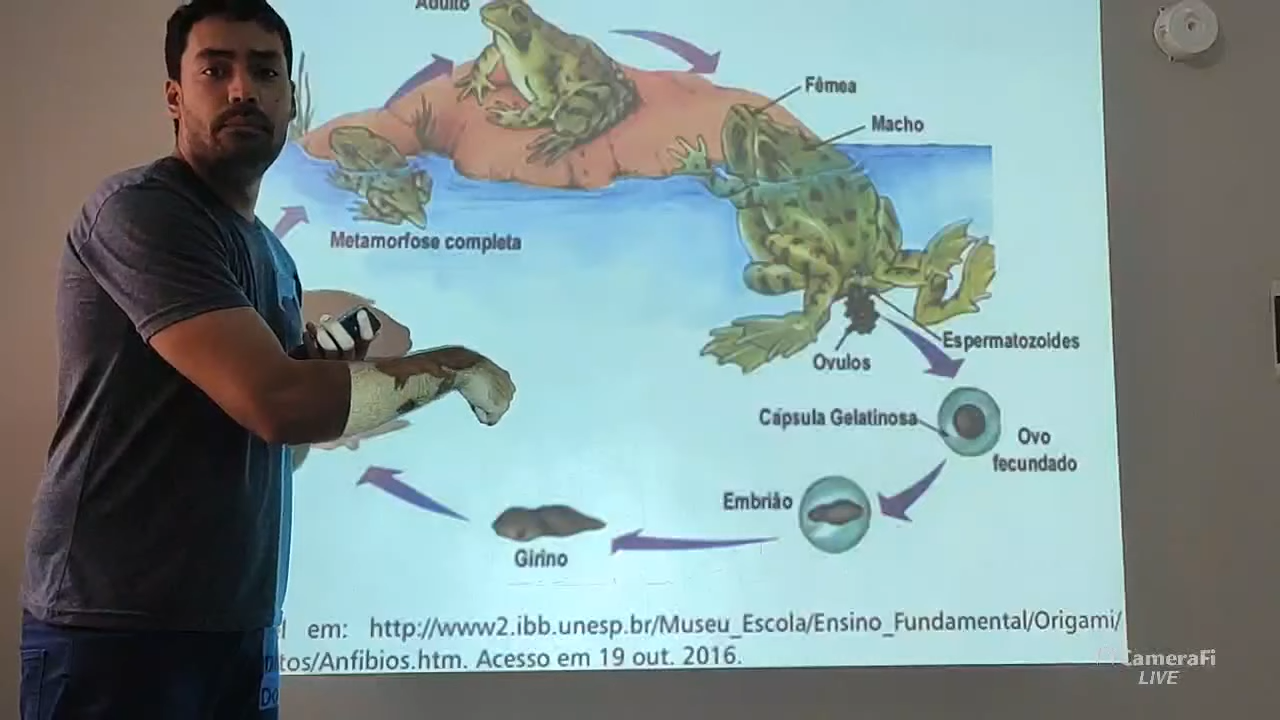 Adulto
Fêmea
Macho
Metamorfose completa
Espermatozoides
Ovulos
Cápsula Gelatinosa
Ovo
fecundado
Embrião
Girino
em: http://www2.ibb.unesp.br/Museu_Escola/Ensino_Fundamental/Origami/
tos/Anfibios.htm. Acesso em 19 out. 2016.
CameraFi
LIVE